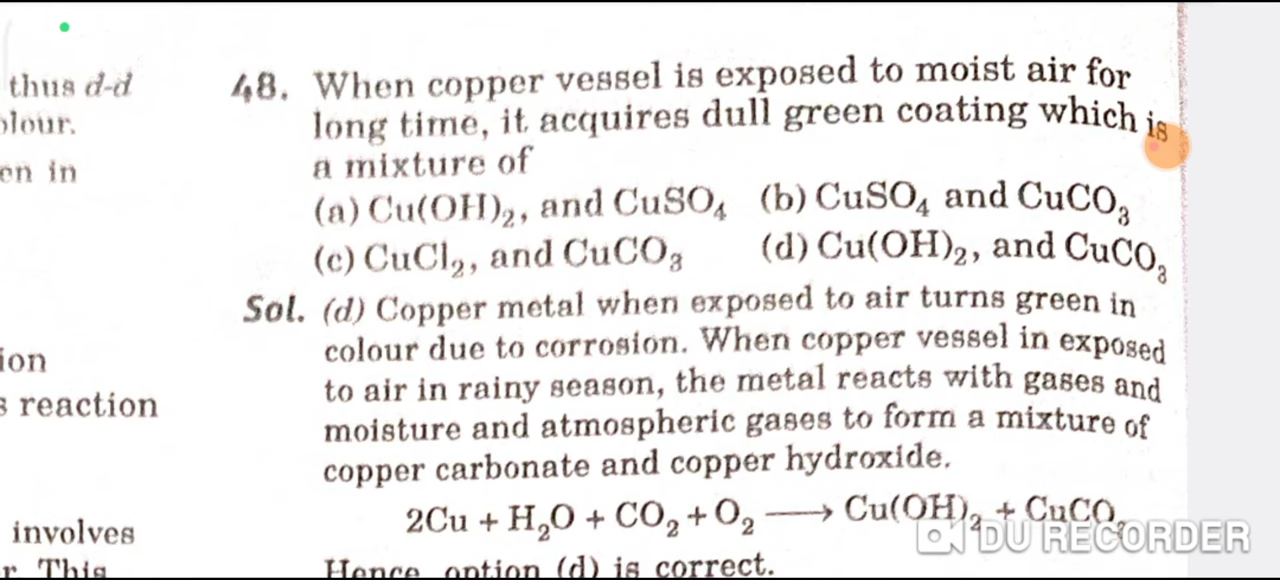 thus d-d
olour.
en in
ion
s reaction
involves
r This
48. When copper vessel is exposed to moist air for
long time, it acquires dull green coating which is
a mixture of
(a) Cu(OH)₂, and CuSO₄ (b) CuSO₄ and CuCO₃
(c) CuCl₂, and CuCO₃ (d) Cu(OH)₂, and CuCO₃
Sol. (d) Copper metal when exposed to air turns green in
colour due to corrosion. When copper vessel in exposed
to air in rainy season, the metal reacts with gases and
moisture and atmospheric gases to form a mixture of
copper carbonate and copper hydroxide.
2Cu + H₂O + CO₂ + O₂ ⟶ Cu(OH)₂ + CuCO₃
Hence option (d) is correct.
DU RECORDER